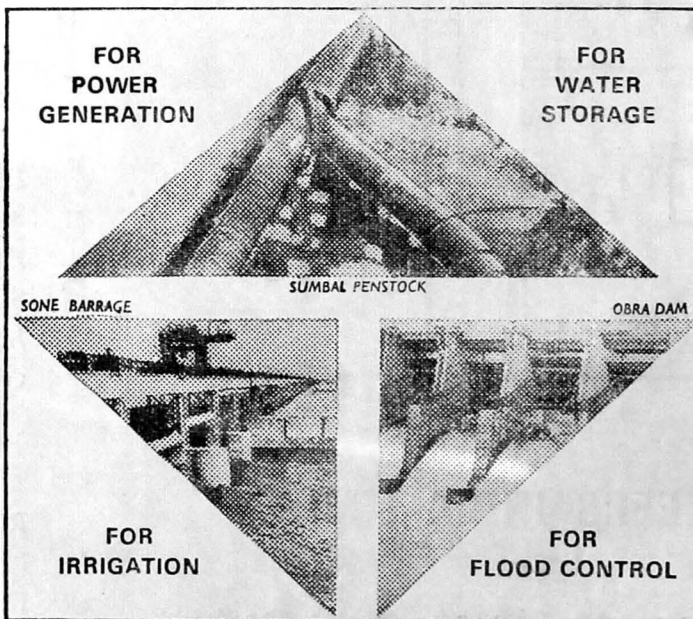 FOR
POWER
GENERATION
FOR
WATER
STORAGE
SUMBAL PENSTOCK
SONE BARRAGE
OBRA DAM
FOR
IRRIGATION
FOR
FLOOD CONTROL